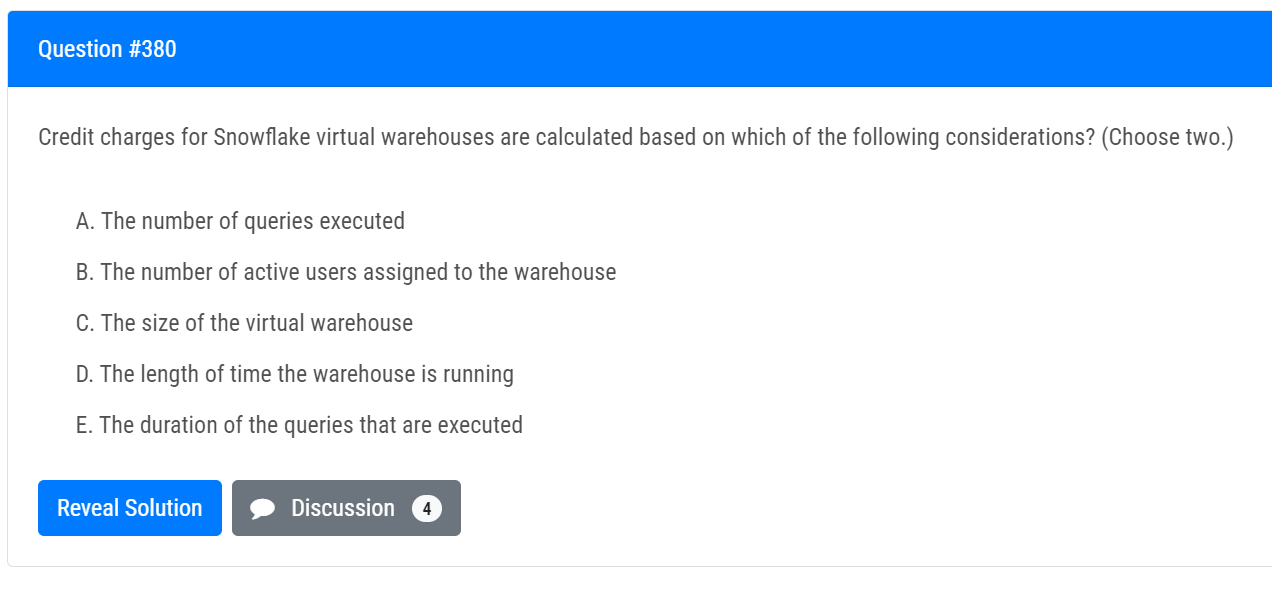 Question #380
Credit charges for Snowflake virtual warehouses are calculated based on which of the following considerations? (Choose two.)
A. The number of queries executed
B. The number of active users assigned to the warehouse
C. The size of the virtual warehouse
D. The length of time the warehouse is running
E. The duration of the queries that are executed
Reveal Solution Discussion 4